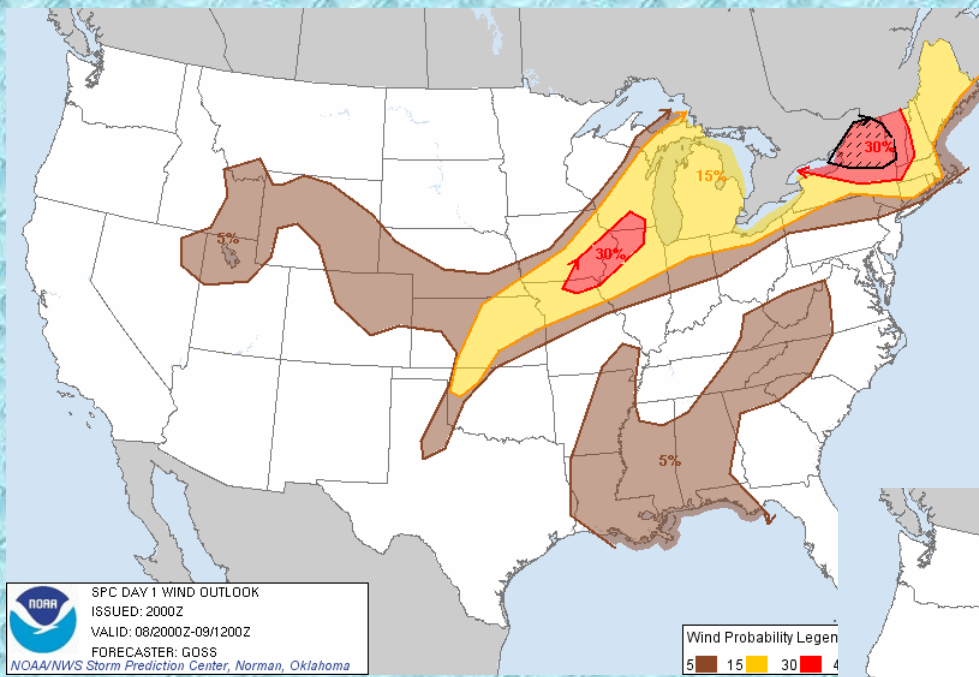 30%
15%
5%
30%
5%
SPC DAY 1 WIND OUTLOOK
ISSUED: 2000Z
VALID: 08/2000Z-09/1200Z
FORECASTER: GOSS
NOAA
NOAA/NWS Storm Prediction Center, Norman, Oklahoma
Wind Probability Legen
5 15 30